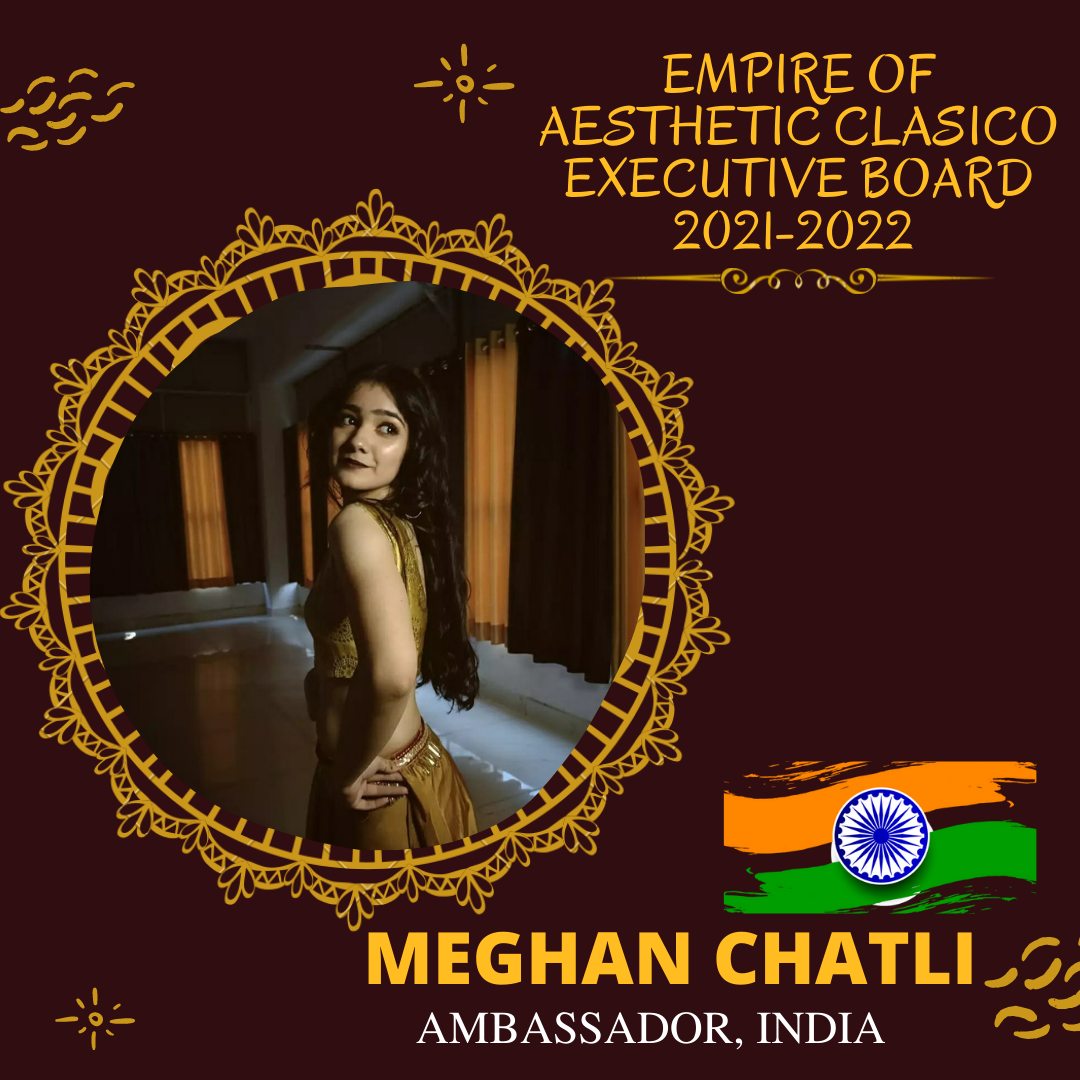 EMPIRE OF
AESTHETIC CLASICO
EXECUTIVE BOARD
2021-2022
MEGHAN CHATLI
AMBASSADOR, INDIA